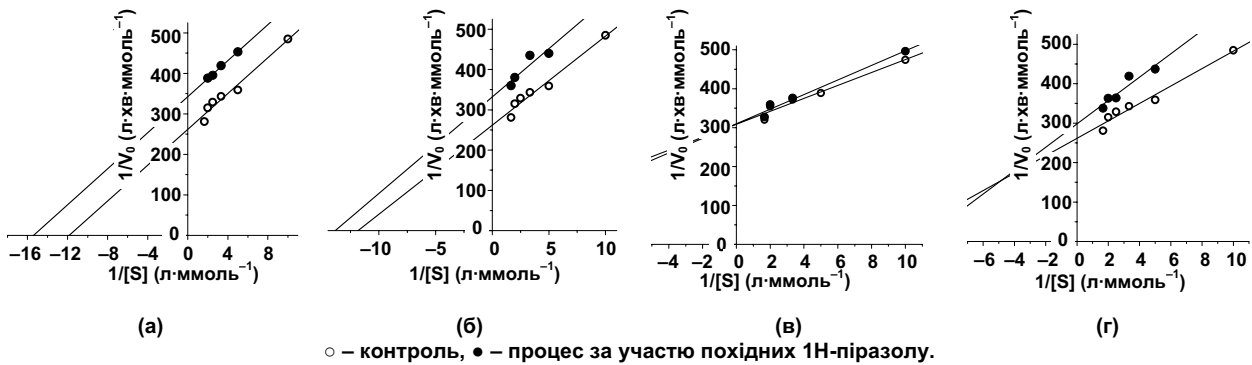 (а) (б) (в) (г)
1/V₀ (л·хв·ммоль⁻¹)
500
400
300
200
100
0
−16 −12 −8 −4 0 4 8
1/[S] (л·ммоль⁻¹)
(а)
1/V₀ (л·хв·ммоль⁻¹)
500
400
300
200
100
0
−10 −5 0 5 10
1/[S] (л·ммоль⁻¹)
(б)
1/V₀ (л·хв·ммоль⁻¹)
500
400
300
400
300
0
−4 −2 0 2 4 6 8 10
1/[S] (л·ммоль⁻¹)
(в)
1/V₀ (л·хв·ммоль⁻¹)
500
400
300
200
100
0
−6 −4 −2 0 2 4 6 8 10
1/[S] (л·ммоль⁻¹)
(г)
○ – контроль, ● – процес за участю похідних 1H-піразолу.